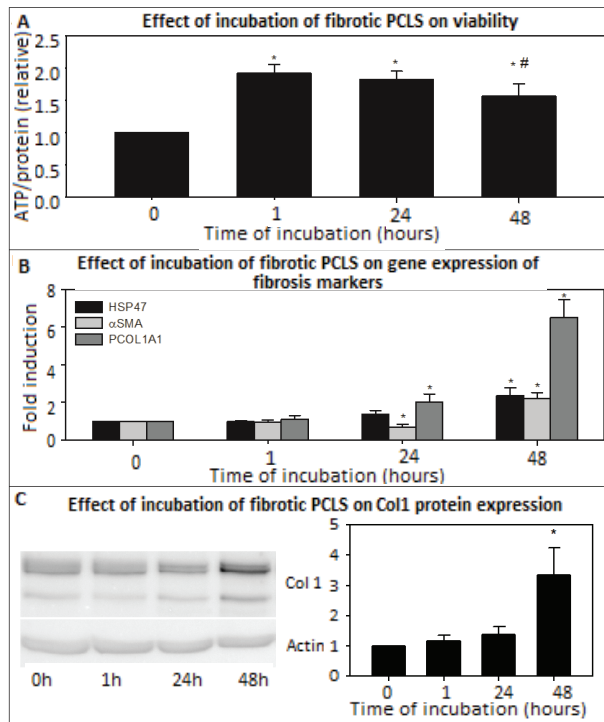 A
Effect of incubation of fibrotic PCLS on viability
ATP/protein (relative)
2.5
2.0
1.5
1.0
0.5
0.0
*
*
* #
0 1 24 48
Time of incubation (hours)
B
Effect of incubation of fibrotic PCLS on gene expression of
fibrosis markers
Fold induction
8
6
4
2
0
HSP47
αSMA
PCOL1A1
*
*
*
*
*
0 1 24 48
Time of incubation (hours)
C
Effect of incubation of fibrotic PCLS on Col1 protein expression
Col 1
Actin
0h 1h 24h 48h
5
4
3
2
1
0
*
0 1 24 48
Time of incubation (hours)